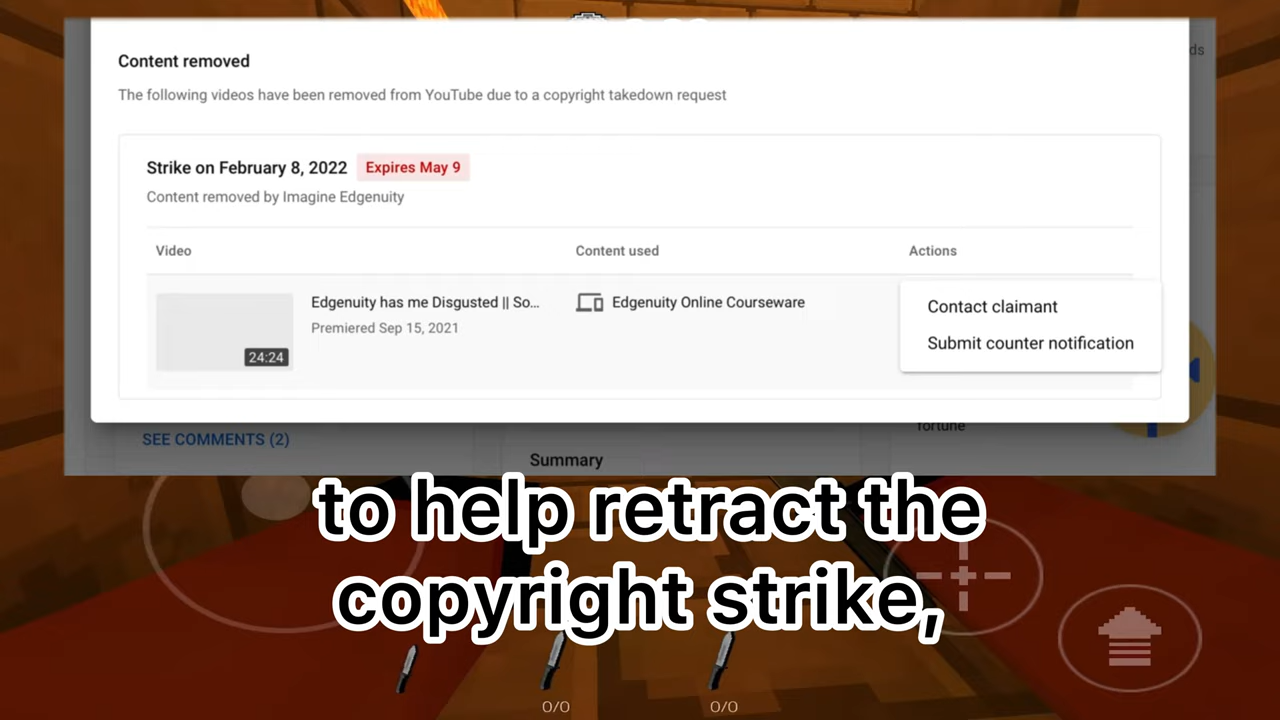 Content removed
ds
The following videos have been removed from YouTube due to a copyright takedown request
Strike on February 8, 2022 Expires May 9
Content removed by Imagine Edgenuity
Video Content used Actions
Edgenuity has me Disgusted || So… Edgenuity Online Courseware Contact claimant
Premiered Sep 15, 2021
Submit counter notification
24:24
fortune
SEE COMMENTS (2)
Summary
to help retract the
copyright strike,
0/0 0/0